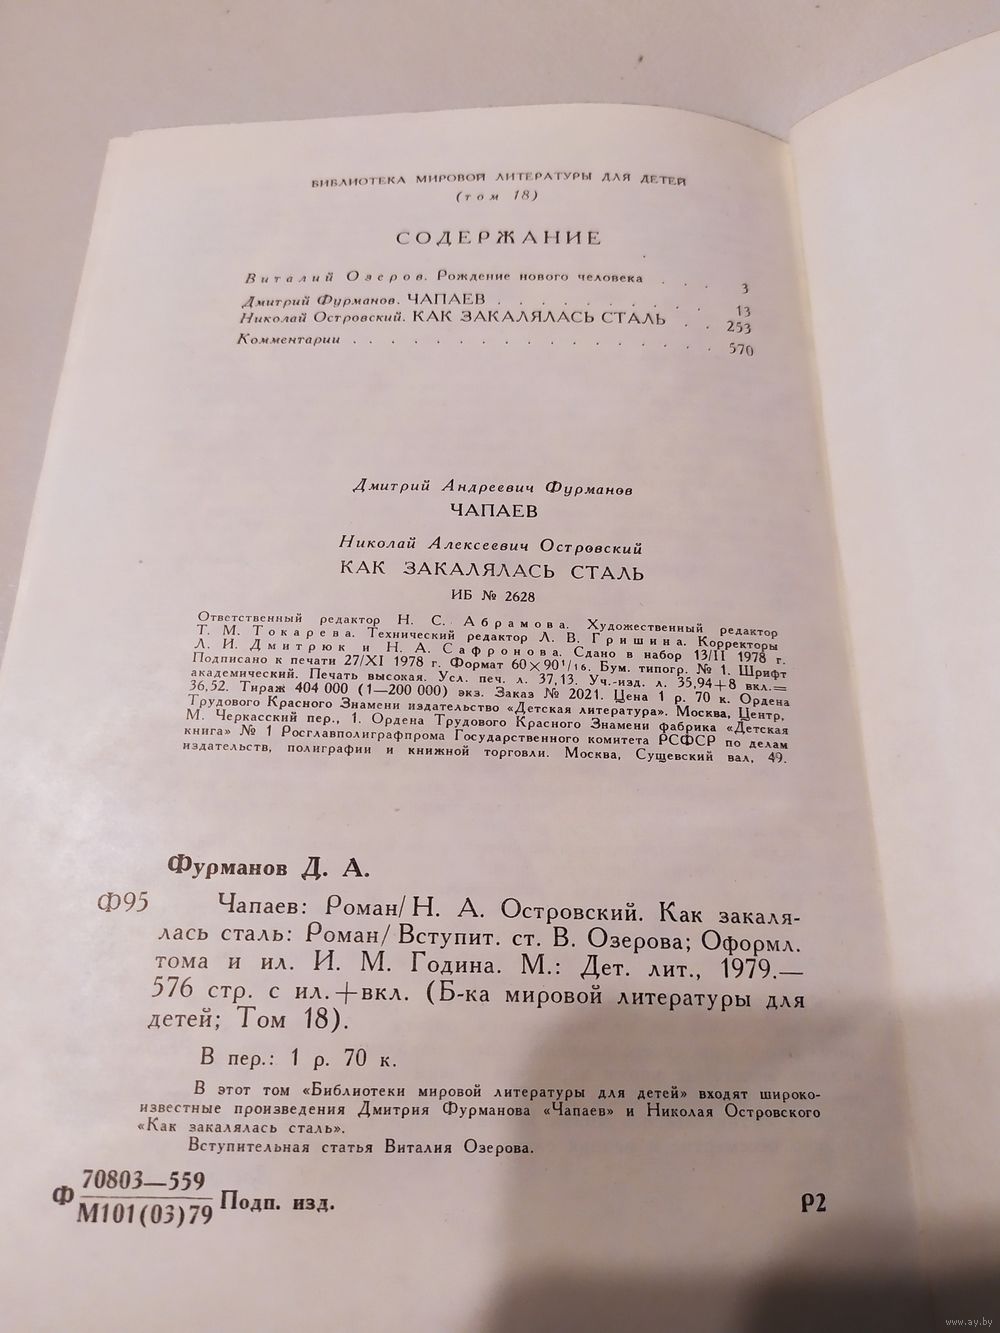 БИБЛИОТЕКА МИРОВОЙ ЛИТЕРАТУРЫ ДЛЯ ДЕТЕЙ
(том 18)
СОДЕРЖАНИЕ
Виталий Озеров. Рождение нового человека . . . 3
Дмитрий Фурманов. ЧАПАЕВ . . . . . . . . . . 13
Николай Островский. КАК ЗАКАЛЯЛАСЬ СТАЛЬ . . 253
Комментарии . . . . . . . . . . . . . . . . . 570
Дмитрий Андреевич Фурманов
ЧАПАЕВ
Николай Алексеевич Островский
КАК ЗАКАЛЯЛАСЬ СТАЛЬ
ИБ № 2628
Ответственный редактор Н. С. Абрамова. Художественный редактор
Т. М. Токарева. Технический редактор Л. В. Гришина. Корректоры
Л. И. Дмитрюк и Н. А. Сафронова. Сдано в набор 13/II 1978 г.
Подписано к печати 27/XI 1978 г. Формат 60×90 1/16. Бум. типогр. № 1. Шрифт
академический. Печать высокая. Усл. печ. л. 37,13. Уч.-изд. л. 35,94+8 вкл.=
36,52. Тираж 404 000 (1—200 000) экз. Заказ № 2021. Цена 1 р. 70 к. Ордена
Трудового Красного Знамени издательство «Детская литература». Москва, Центр,
М. Черкасский пер., 1. Ордена Трудового Красного Знамени фабрика «Детская
книга» № 1 Росглавполиграфпрома Государственного комитета РСФСР по делам
издательств, полиграфии и книжной торговли. Москва, Сущевский вал, 49.
Фурманов Д. А.
Ф95 Чапаев: Роман/Н. А. Островский. Как закаля-
лась сталь: Роман/Вступит. ст. В. Озерова; Оформл.
тома и ил. И. М. Година. М.: Дет. лит., 1979.—
576 стр. с ил.+вкл. (Б-ка мировой литературы для
детей; Том 18).
В пер.: 1 р. 70 к.
В этот том «Библиотеки мировой литературы для детей» входят широко-
известные произведения Дмитрия Фурманова «Чапаев» и Николая Островского
«Как закалялась сталь».
Вступительная статья Виталия Озерова.
70803—559
Ф Подп. изд. Р2
М101(03)79
www.ay.by